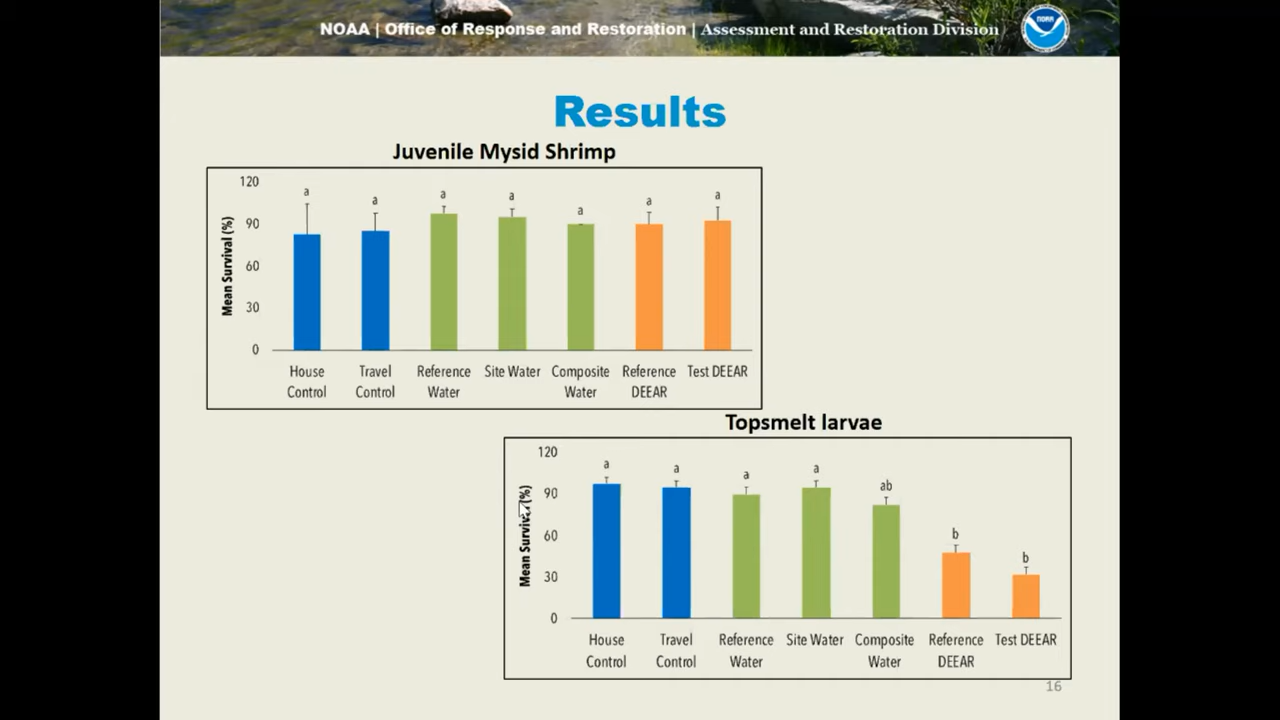 NOAA | Office of Response and Restoration | Assessment and Restoration Division
NOAA
Results
Juvenile Mysid Shrimp
Mean Survival (%)
120
90
60
30
0
a
a
a
a
a
a
a
House Control
Travel Control
Reference Water
Site Water
Composite Water
Reference DEEAR
Test DEEAR
Topsmelt larvae
Mean Survival (%)
120
90
60
30
0
a
a
a
a
ab
b
b
House Control
Travel Control
Reference Water
Site Water
Composite Water
Reference DEEAR
Test DEEAR
16